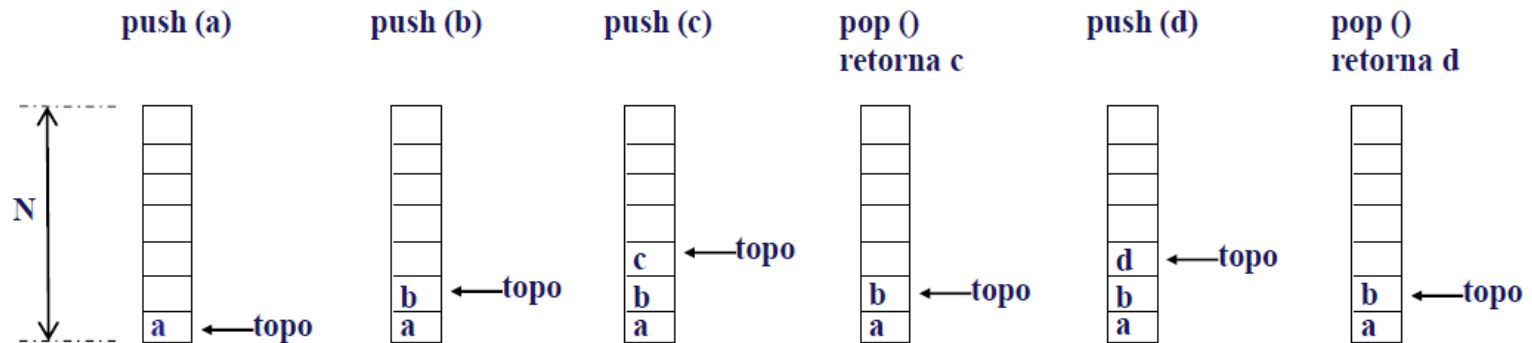 push (a)
push (b)
push (c)
pop ()
retorna c
push (d)
pop ()
retorna d
N
a
topo
b
a
topo
c
b
a
topo
b
a
topo
d
b
a
topo
b
a
topo